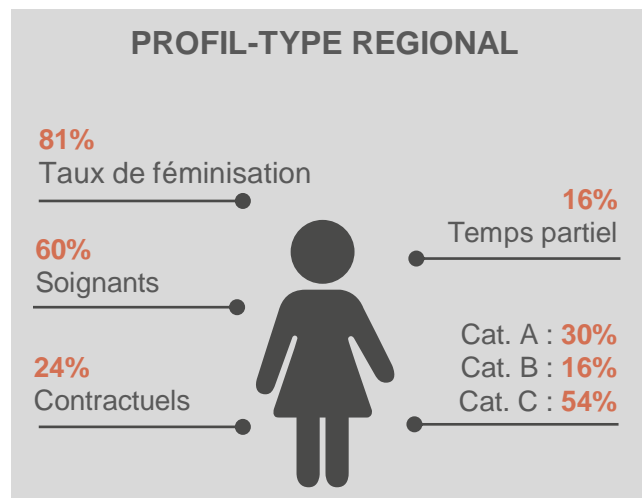 PROFIL-TYPE REGIONAL
81%
Taux de féminisation
60%
Soignants
24%
Contractuels
16%
Temps partiel
Cat. A : 30%
Cat. B : 16%
Cat. C : 54%